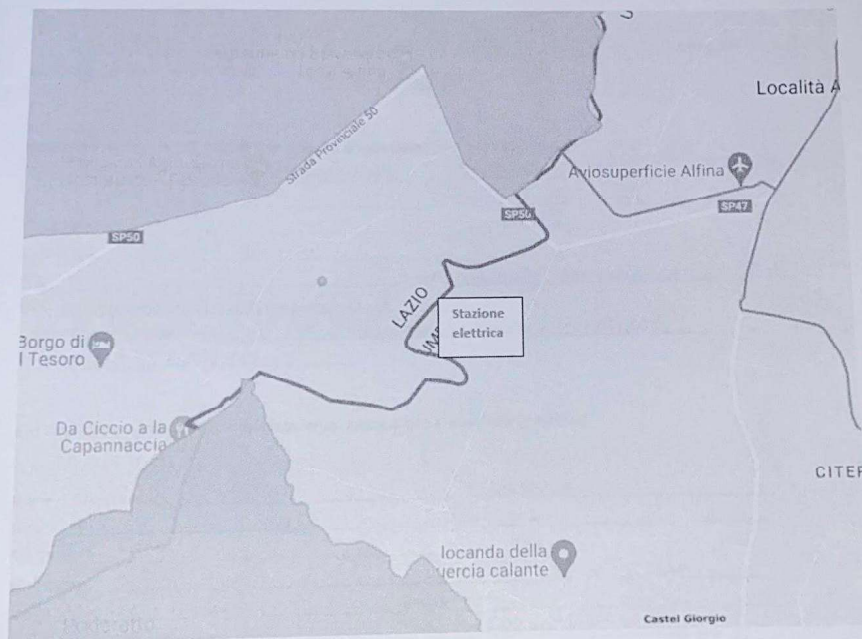 Località
Strada Provinciale 50
Aviosuperficie Alfina
SP50
SP47
SP50
LAZIO
Stazione
elettrica
Borgo di
l Tesoro
Da Ciccio a la
Capannaccia
CITER
locanda della
vercia calante
Castel Giorgio